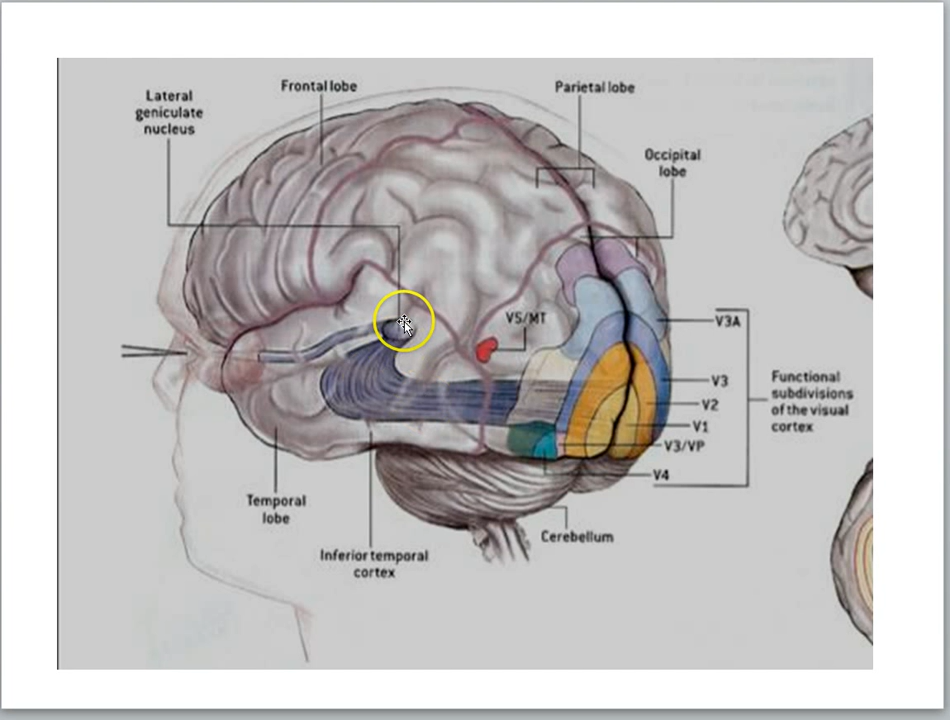 Lateral
geniculate
nucleus
Frontal lobe
Parietal lobe
Occipital
lobe
V5/MT
V3A
V3
V2
V1
V3/VP
V4
Functional
subdivisions
of the visual
cortex
Temporal
lobe
Inferior temporal
cortex
Cerebellum